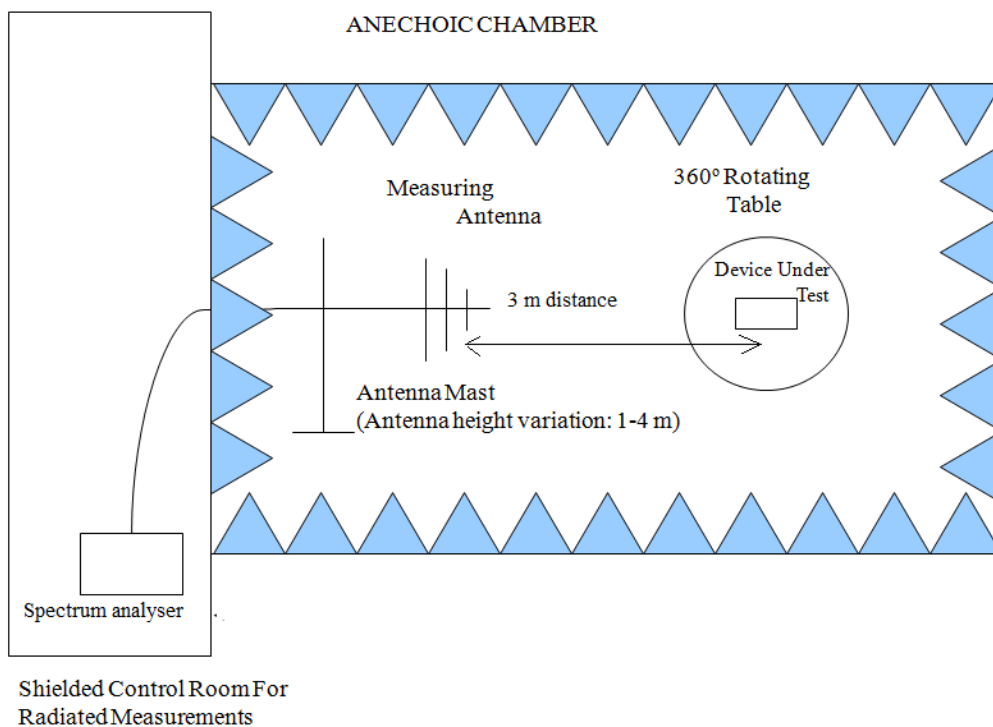 ANECHOIC CHAMBER
360º Rotating
Table
Measuring
Antenna
Device Under
Test
3 m distance
Antenna Mast
(Antenna height variation: 1-4 m)
Spectrum analyser
Shielded Control Room For
Radiated Measurements